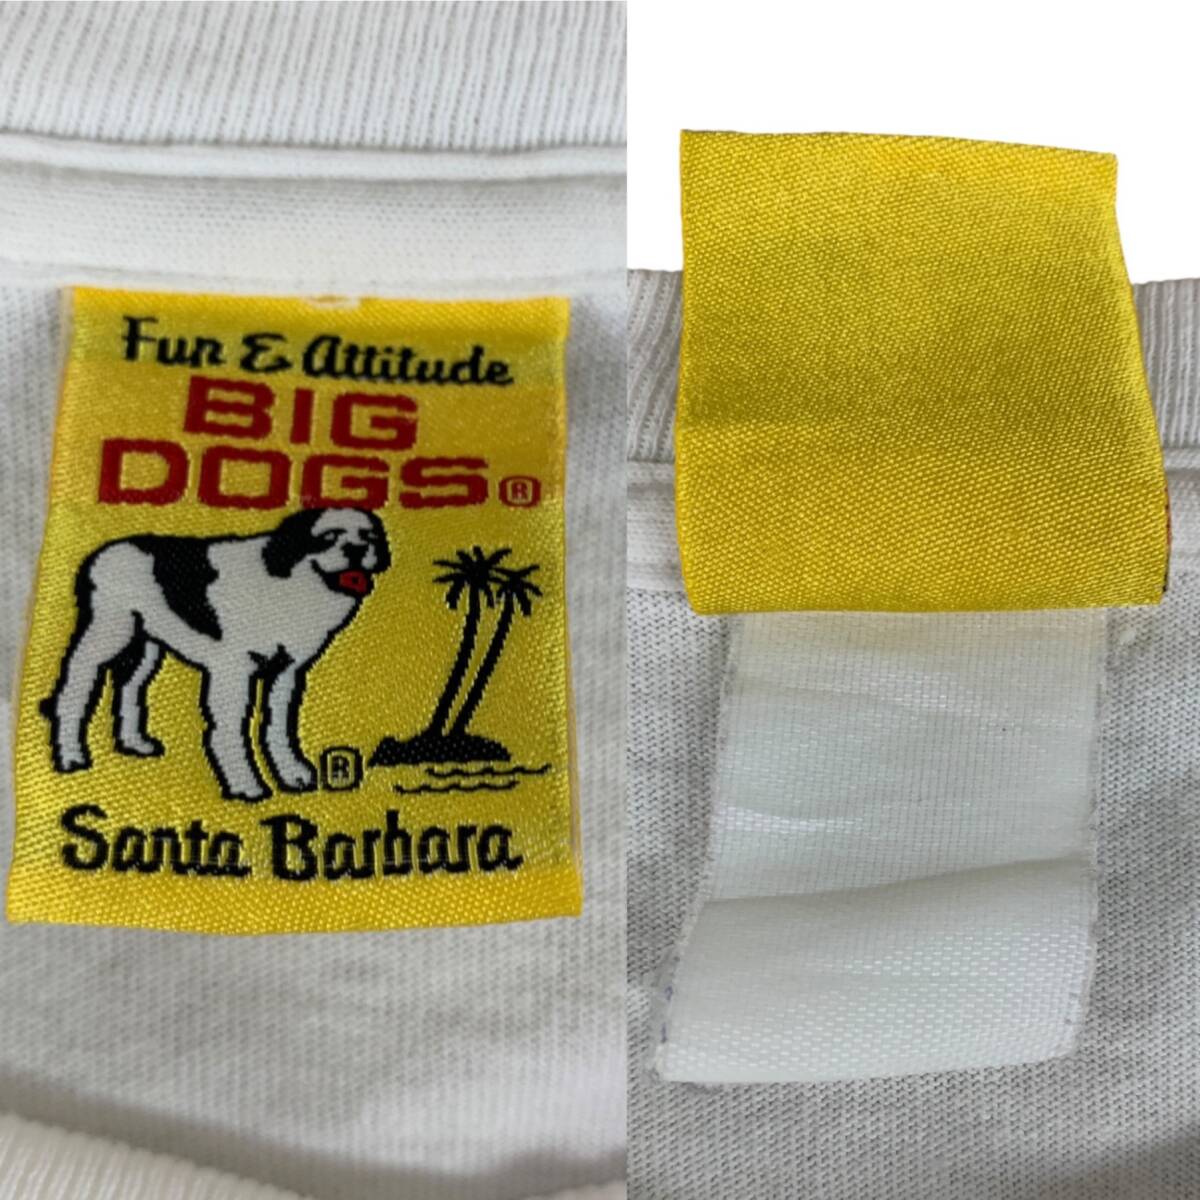 Fun & Attitude
BIG
DOGS®
®
Santa Barbara